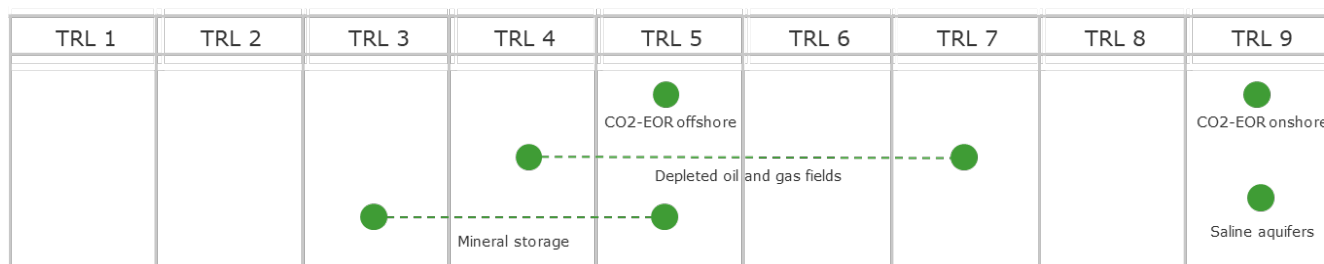 TRL 1
TRL 2
TRL 3
TRL 4
TRL 5
TRL 6
TRL 7
TRL 8
TRL 9
CO2-EOR offshore
CO2-EOR onshore
Depleted oil and gas fields
Saline aquifers
Mineral storage